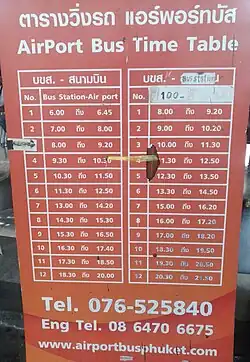 ตารางวิ่งรถ แอร์พอร์ทบัส
AirPort Bus Time Table
บขส. - สนามบิน
No. Bus Station-Air port
1 6.00 ถึง 6.45
2 7.00 ถึง 8.00
8.00 ถึง 9.20
4 9.30 ถึง
5 10.30 ถึง 11.50
6 11.30 ถึง 12.50
7 13.00 ถึง 14.20
8 14.30 ถึง 15.30
9 15.30 ถึง 16.50
10 16.30 ถึง 17.40
11 17.30 ถึง 18.50
12 18.30 ถึง 20.00
บขส. - Bus station
No. 100-
1 8.00 ถึง 9.20
2 9.00 ถึง 10.20
3 10.00 ถึง 11.30
4 11.30 ถึง 12.50
5 12.30 ถึง 13.50
6 13.30 ถึง 14.50
7 15.00 ถึง 16.20
8 16.00 ถึง 17.20
9 17.00 ถึง 18.20
10 18.30 ถึง 19.50
11 19.30 ถึง 20.50
12 20.30 ถึง 21.50
Tel. 076-525840
Eng Tel. 08 6470 6675
www.airportbusphuket.com